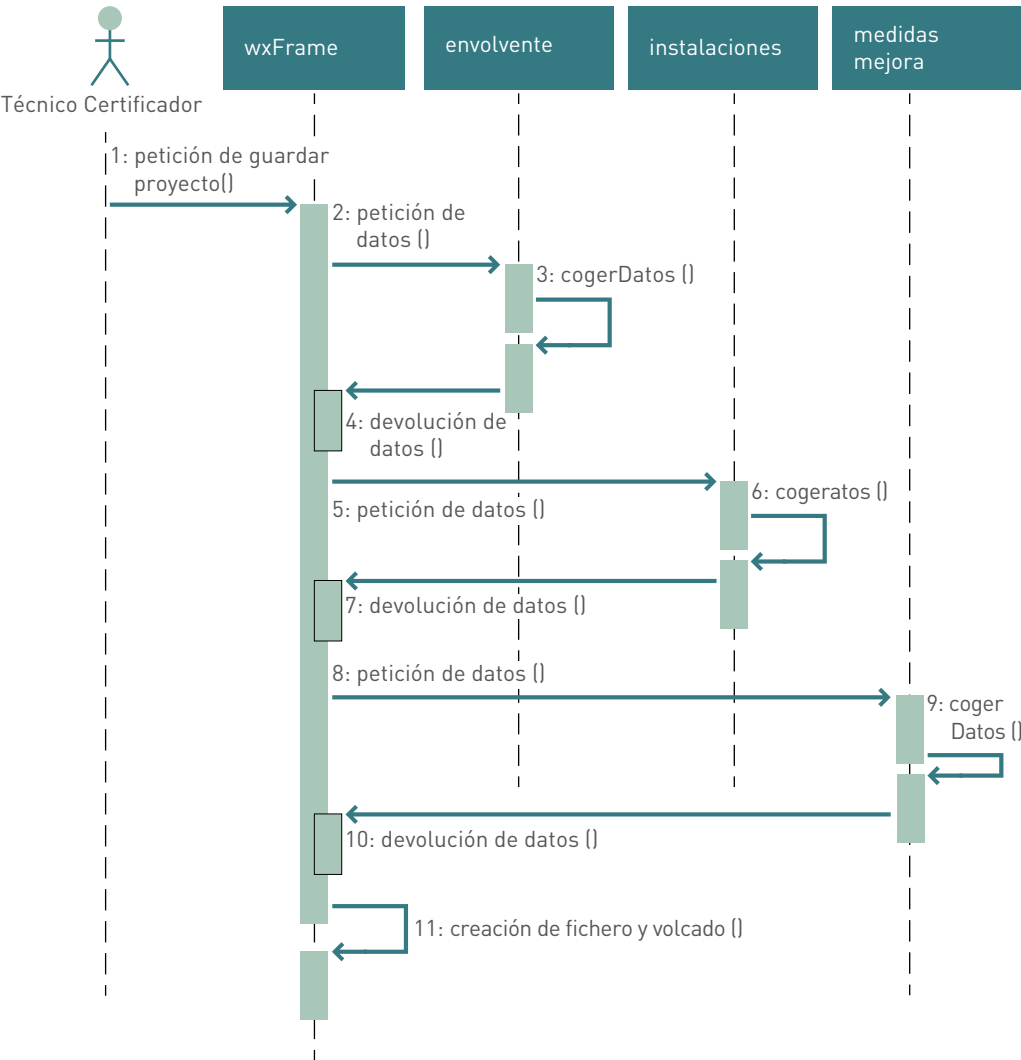 wxFrame
envolvente
instalaciones
medidas
mejora
Técnico Certificador
1: petición de guardar
proyecto()
2: petición de
datos ()
3: cogerDatos ()
4: devolución de
datos ()
5: petición de datos ()
6: cogeratos ()
7: devolución de datos ()
8: petición de datos ()
9: coger
Datos ()
10: devolución de datos ()
11: creación de fichero y volcado ()